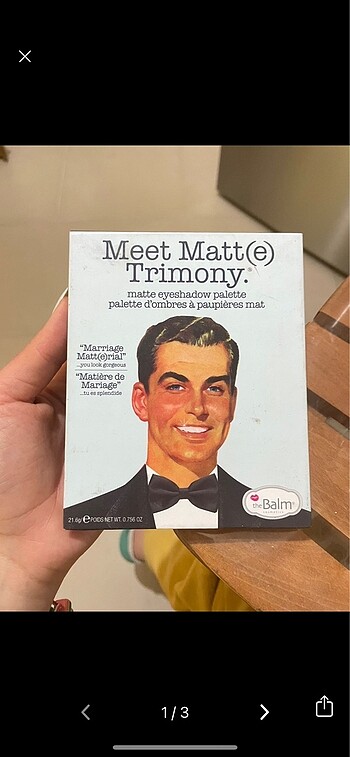 Meet Matt(e)
Trimony.®
matte eyeshadow palette
palette d'ombres à paupières mat
“Marriage
Matt(e)rial”
...you look gorgeous
“Matière de
Mariage”
...tu es splendide
theBalm®
cosmetics
21.6g/℮POIDS NET WT. 0.756 OZ
1/3